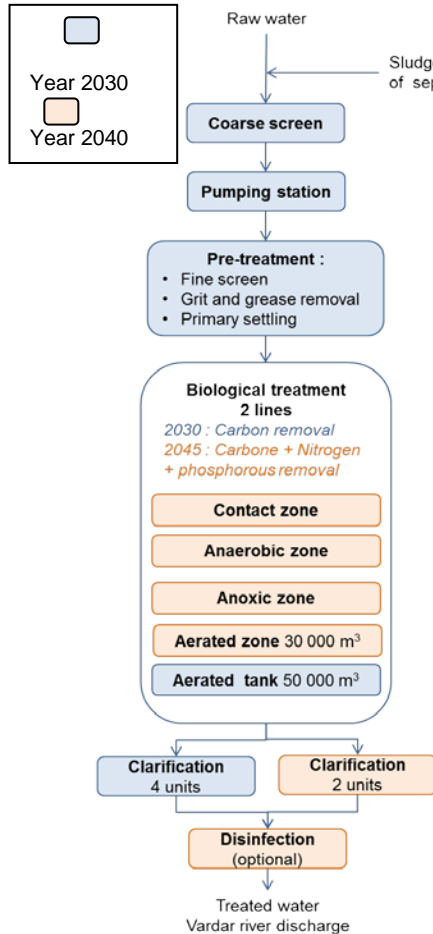 Year 2030
Year 2040
Raw water
Sludge
of sep
Coarse screen
Pumping station
Pre-treatment :
• Fine screen
• Grit and grease removal
• Primary settling
Biological treatment
2 lines
2030 : Carbon removal
2045 : Carbone + Nitrogen
+ phosphorous removal
Contact zone
Anaerobic zone
Anoxic zone
Aerated zone 30 000 m³
Aerated tank 50 000 m³
Clarification
4 units
Clarification
2 units
Disinfection
(optional)
Treated water
Vardar river discharge